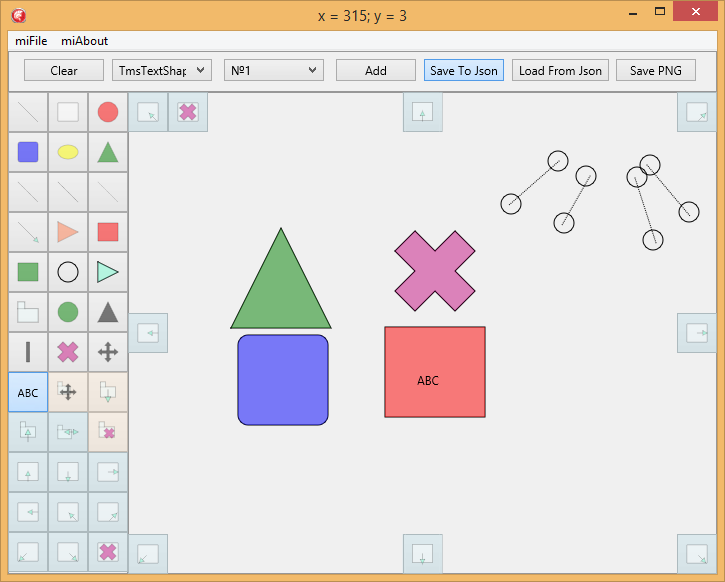 x = 315; y = 3
miFile miAbout
Clear TmsTextShap №1 Add Save To Json Load From Json Save PNG
ABC
ABC